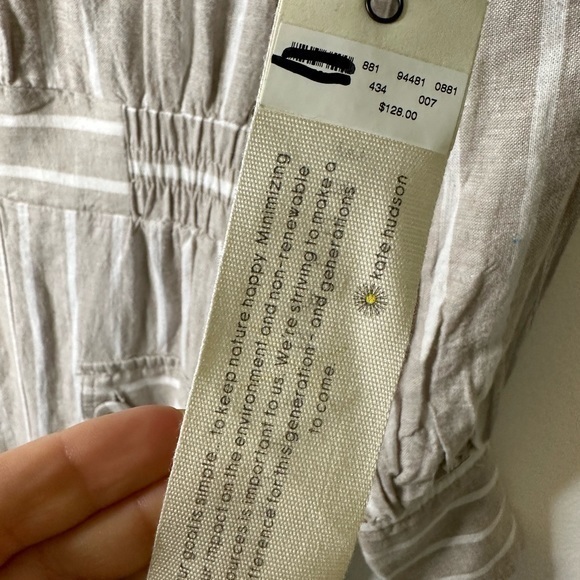 881 94481 0881
434 007
$128.00
kate hudson
goal is simple - to keep nature happy Minimizing
impact on the environment and non-renewable
is important to us. We're striving to make a
for this generation - and generations
to come